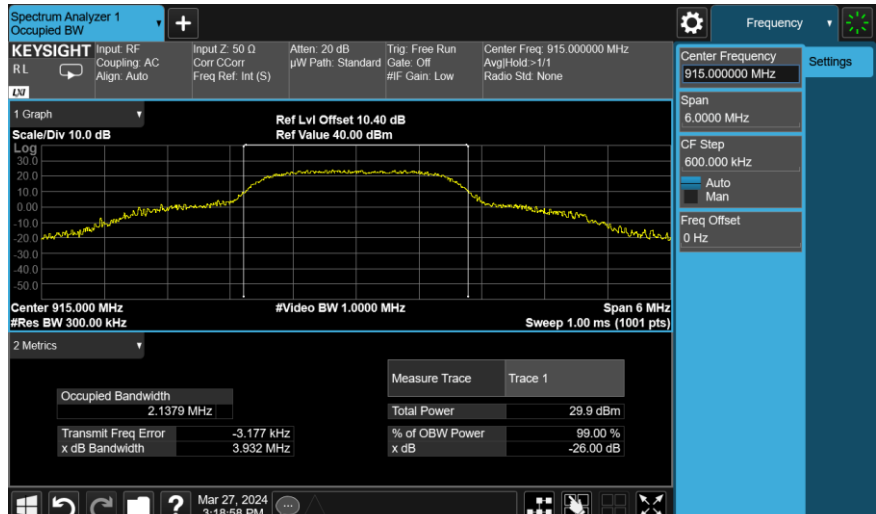 Spectrum Analyzer 1
Occupied BW
Frequency
KEYSIGHT
RL
LXI
Input: RF
Coupling: AC
Align: Auto
Input Z: 50 Ω
Corr CCorr
Freq Ref: Int (S)
Atten: 20 dB
µW Path: Standard
Trig: Free Run
Gate: Off
#IF Gain: Low
Center Freq: 915.000000 MHz
Avg|Hold:>1/1
Radio Std: None
Center Frequency
915.000000 MHz
Settings
Span
6.0000 MHz
CF Step
600.000 kHz
Auto
Man
Freq Offset
0 Hz
1 Graph
Scale/Div 10.0 dB
Ref Lvl Offset 10.40 dB
Ref Value 40.00 dBm
Log
30.0
20.0
10.0
0.00
-10.0
-20.0
-30.0
-40.0
-50.0
Center 915.000 MHz
#Video BW 1.0000 MHz
Span 6 MHz
#Res BW 300.00 kHz
Sweep 1.00 ms (1001 pts)
2 Metrics
Measure Trace Trace 1
Occupied Bandwidth
2.1379 MHz
Total Power 29.9 dBm
Transmit Freq Error -3.177 kHz
% of OBW Power 99.00 %
x dB Bandwidth 3.932 MHz
x dB -26.00 dB
?
Mar 27, 2024
3:18:58 PM